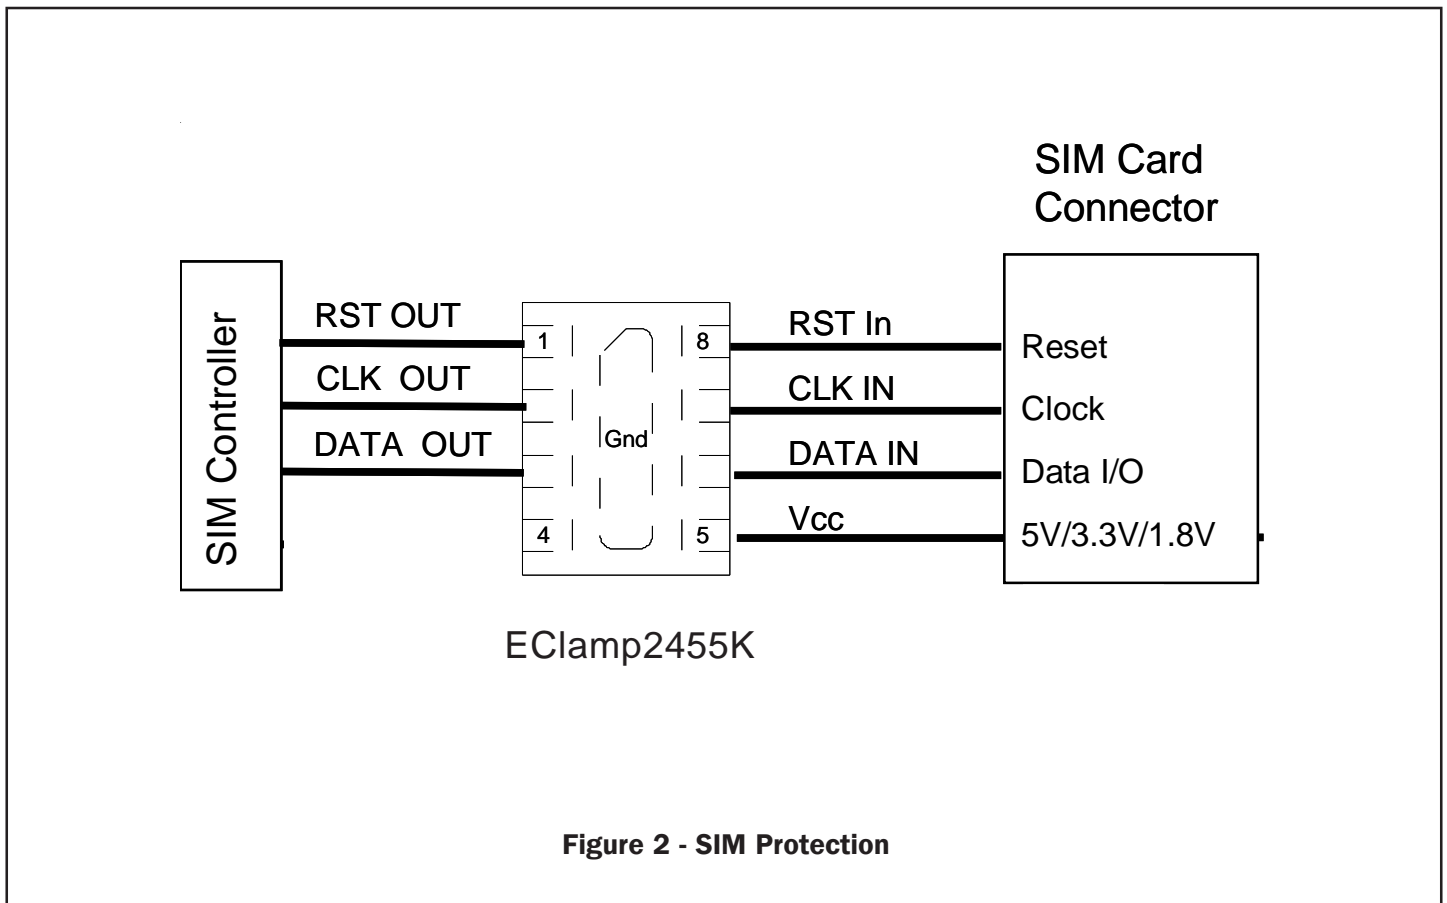 SIM Card
Connector
SIM Controller
RST OUT
CLK OUT
DATA OUT
1
4
Gnd
8
5
RST In
CLK IN
DATA IN
Vcc
Reset
Clock
Data I/O
5V/3.3V/1.8V
EClamp2455K
Figure 2 - SIM Protection